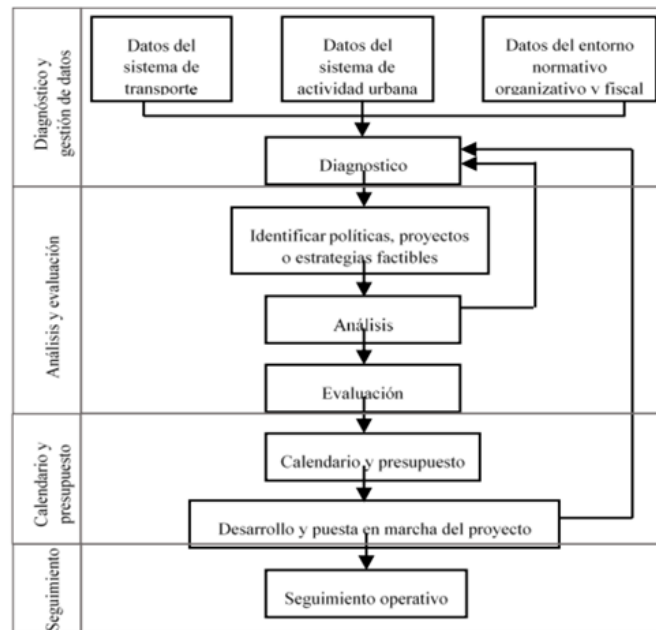 Diagnóstico y
gestión de datos
Datos del
sistema de
transporte
Datos del
sistema de
actividad urbana
Datos del entorno
normativo
organizativo y fiscal
Diagnostico
Análisis y evaluación
Identificar políticas, proyectos
o estrategias factibles
Análisis
Evaluación
Calendario y
presupuesto
Calendario y presupuesto
Desarrollo y puesta en marcha del proyecto
Seguimiento
Seguimiento operativo